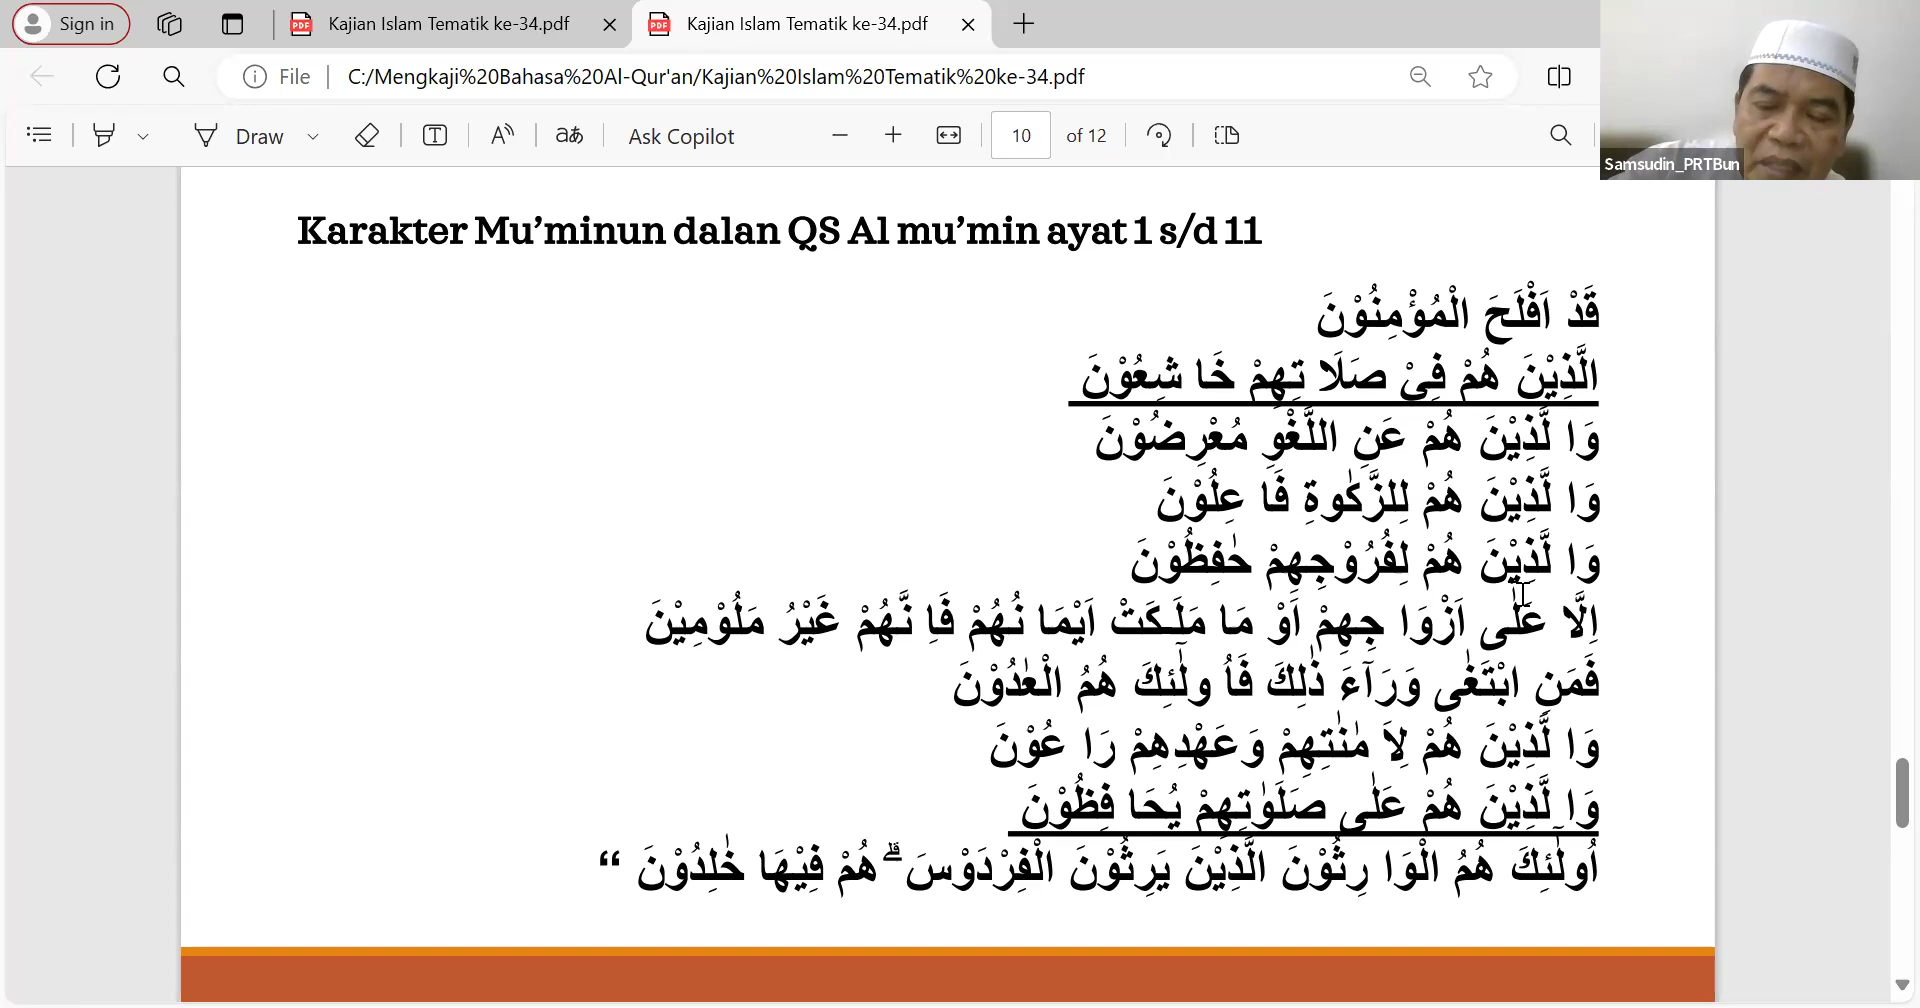 Sign in
Kajian Islam Tematik ke-34.pdf
Kajian Islam Tematik ke-34.pdf
File
C:/Mengkaji%20Bahasa%20Al-Qur'an/Kajian%20Islam%20Tematik%20ke-34.pdf
Draw
Ask Copilot
10 of 12
Samsudin_PRTBun
Karakter Mu’minun dalan QS Al mu’min ayat 1 s/d 11
قَدْ اَفْلَحَ الْمُؤْمِنُوْنَ
الَّذِيْنَ هُمْ فِيْ صَلَا تِهِمْ خَا شِعُوْنَ
وَا لَّذِيْنَ هُمْ عَنِ اللَّغْوِ مُعْرِضُوْنَ
وَا لَّذِيْنَ هُمْ لِلزَّكٰوةِ فَا عِلُوْنَ
وَا لَّذِيْنَ هُمْ لِفُرُوْجِهِمْ حٰفِظُوْنَ
اِلَّا عَلٰۤى اَزْوَا جِهِمْ اَوْ مَا مَلَـكَتْ اَيْمَا نُهُمْ فَاِ نَّهُمْ غَيْرُ مَلُوْمِيْنَ
فَمَنِ ابْتَغٰى وَرَآءَ ذٰلِكَ فَاُ ولٰٓئِكَ هُمُ الْعٰدُوْنَ
وَا لَّذِيْنَ هُمْ لِاَ مٰنٰتِهِمْ وَعَهْدِهِمْ رَا عُوْنَ
وَا لَّذِيْنَ هُمْ عَلٰى صَلَوٰتِهِمْ يُحَا فِظُوْنَ
اُولٰٓئِكَ هُمُ الْوَا رِثُوْنَ الَّذِيْنَ يَرِثُوْنَ الْفِرْدَوْسَ ۗ هُمْ فِيْهَا خٰلِدُوْنَ “